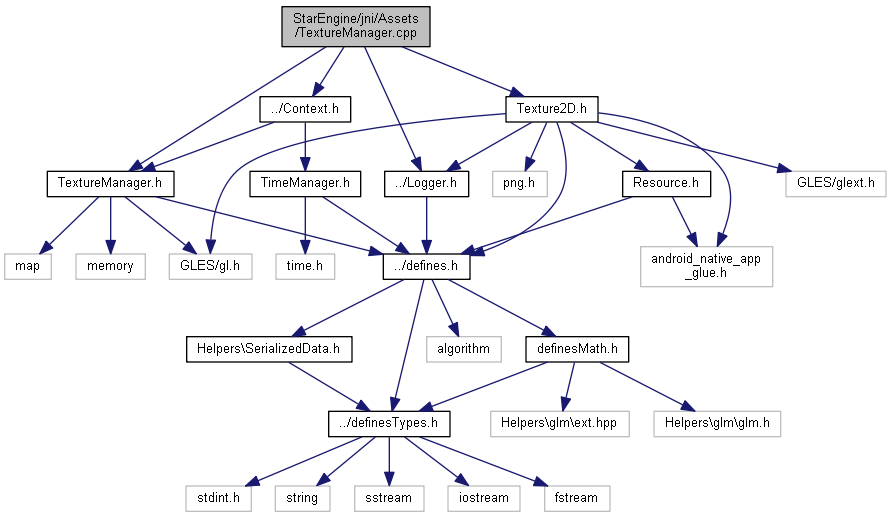 StarEngine/jni/Assets
/TextureManager.cpp
../Context.h
Texture2D.h
TextureManager.h
TimeManager.h
../Logger.h
png.h
Resource.h
GLES/glext.h
map
memory
GLES/gl.h
time.h
../defines.h
android_native_app
_glue.h
Helpers\SerializedData.h
algorithm
definesMath.h
../definesTypes.h
Helpers\glm\ext.hpp
Helpers\glm\glm.h
stdint.h
string
sstream
iostream
fstream